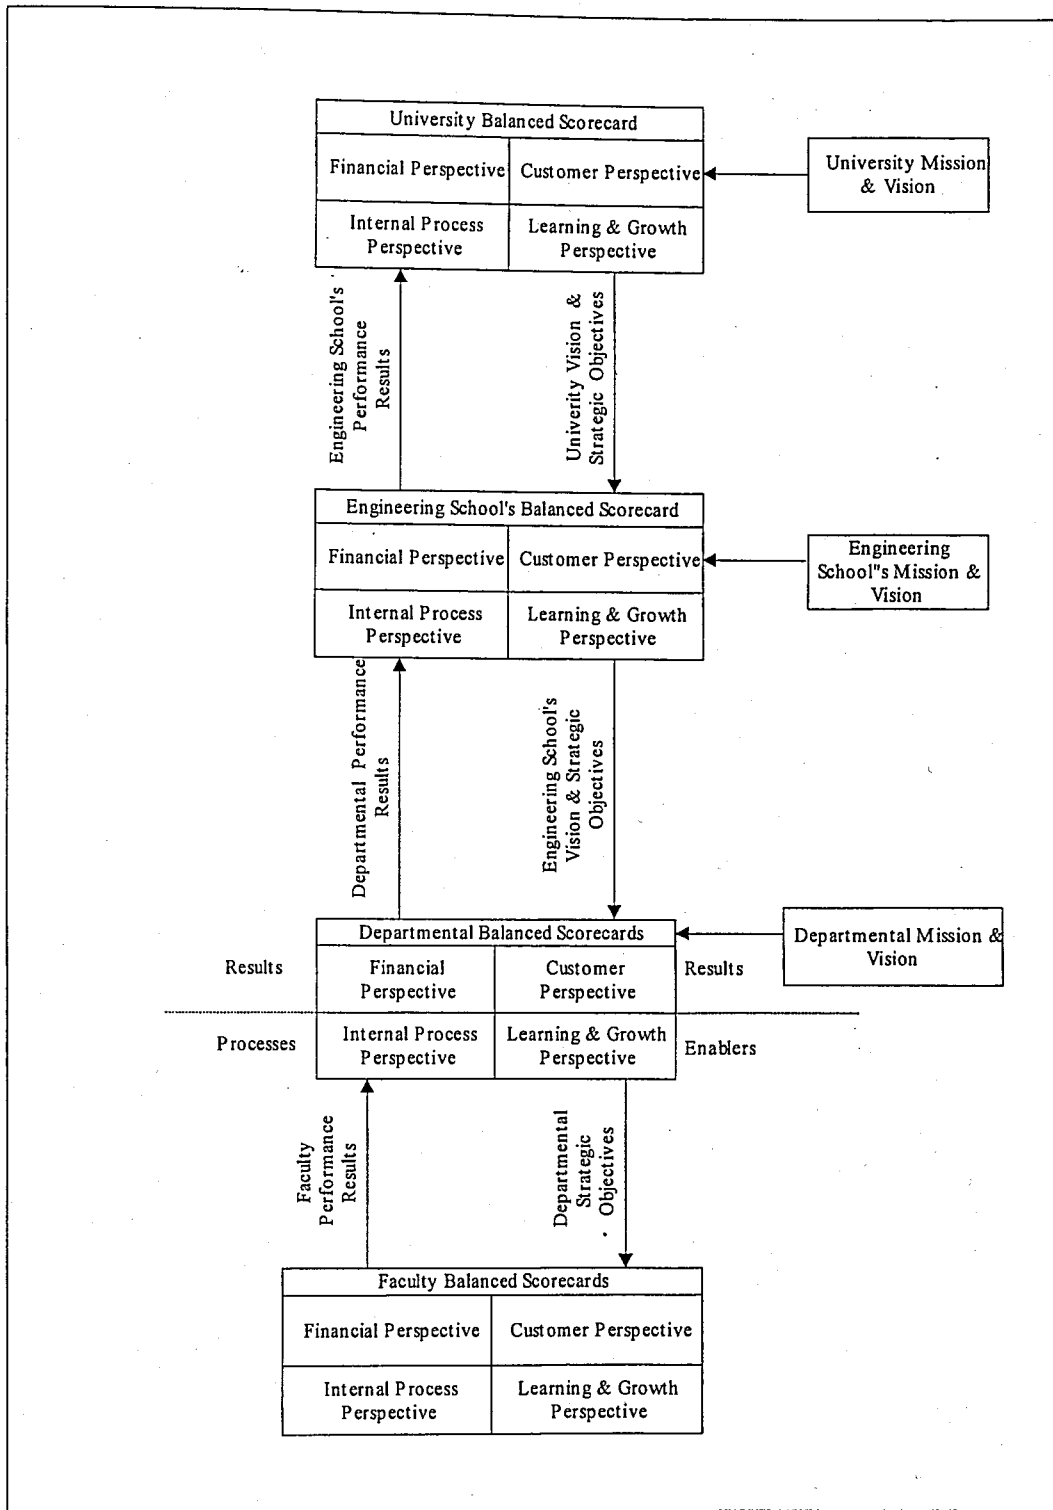 University Balanced Scorecard
Financial Perspective
Customer Perspective
Internal Process
Perspective
Learning & Growth
Perspective
University Mission
& Vision
Engineering School's
Performance
Results
Univerity Vision &
Strategic Objectives
Engineering School's Balanced Scorecard
Financial Perspective
Customer Perspective
Internal Process
Perspective
Learning & Growth
Perspective
Engineering
School"s Mission &
Vision
Departmental Performance
Results
Engineering School's
Vision & Strategic
Objectives
Departmental Balanced Scorecards
Results
Financial
Perspective
Customer
Perspective
Results
Departmental Mission &
Vision
Processes
Internal Process
Perspective
Learning & Growth
Perspective
Enablers
Faculty
Performance
Results
Departmental
Strategic
Objectives
Faculty Balanced Scorecards
Financial Perspective
Customer Perspective
Internal Process
Perspective
Learning & Growth
Perspective